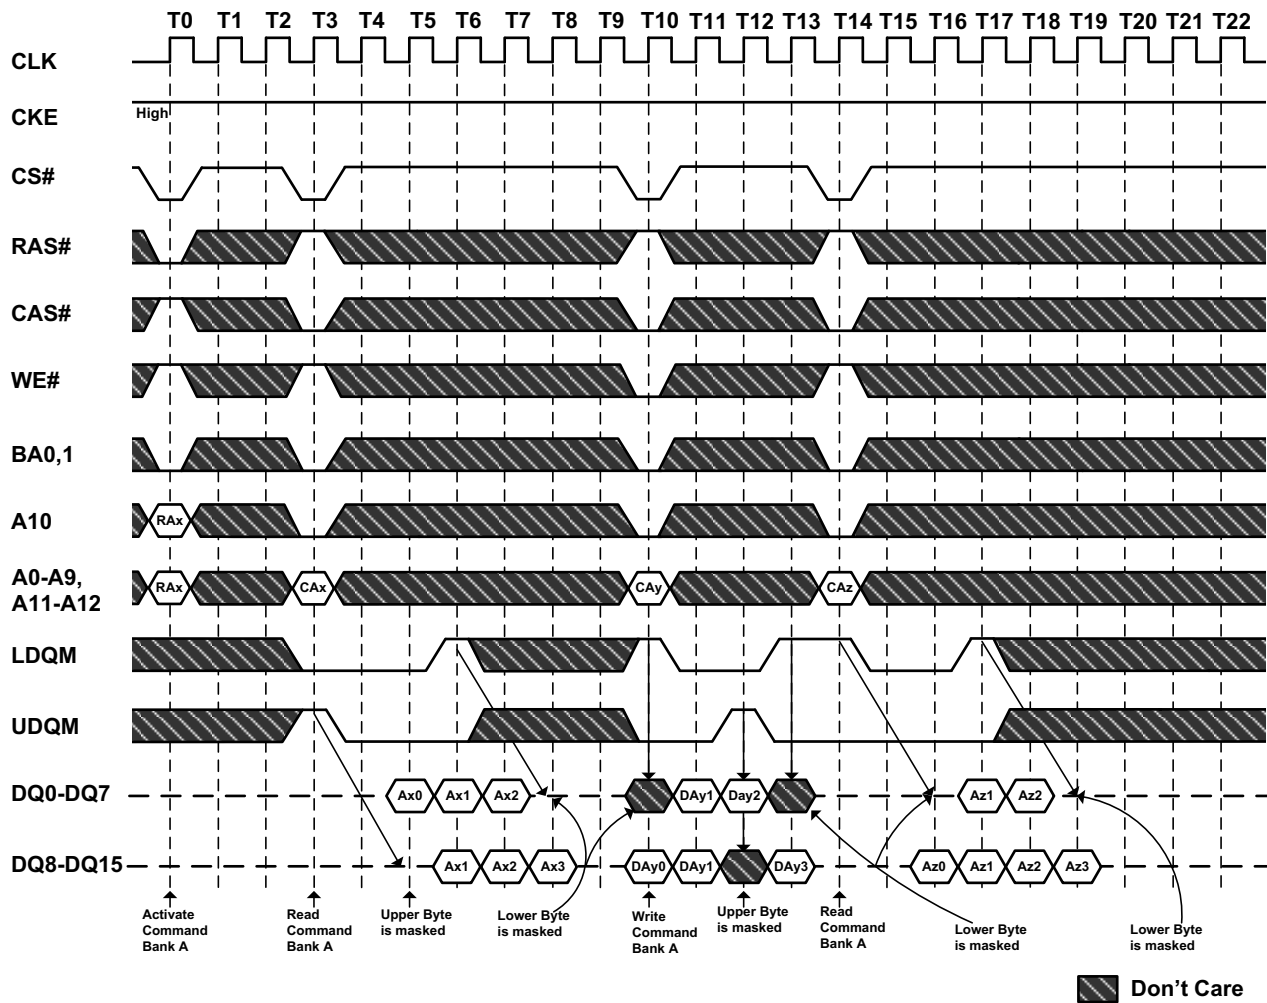 T0 T1 T2 T3 T4 T5 T6 T7 T8 T9 T10 T11 T12 T13 T14 T15 T16 T17 T18 T19 T20 T21 T22
CLK
CKE
High
CS#
RAS#
CAS#
WE#
BA0,1
A10
RAx
A0-A9,
A11-A12
RAx CAx CAy CAz
LDQM
UDQM
DQ0-DQ7
Ax0 Ax1 Ax2 DAy1 Day2 Az1 Az2
DQ8-DQ15
Ax1 Ax2 Ax3 DAy0 DAy1 DAy3 Az0 Az1 Az2 Az3
Activate
Command
Bank A
Read
Command
Bank A
Upper Byte
is masked
Lower Byte
is masked
Write
Command
Bank A
Upper Byte
is masked
Read
Command
Bank A
Lower Byte
is masked
Lower Byte
is masked
Don't Care